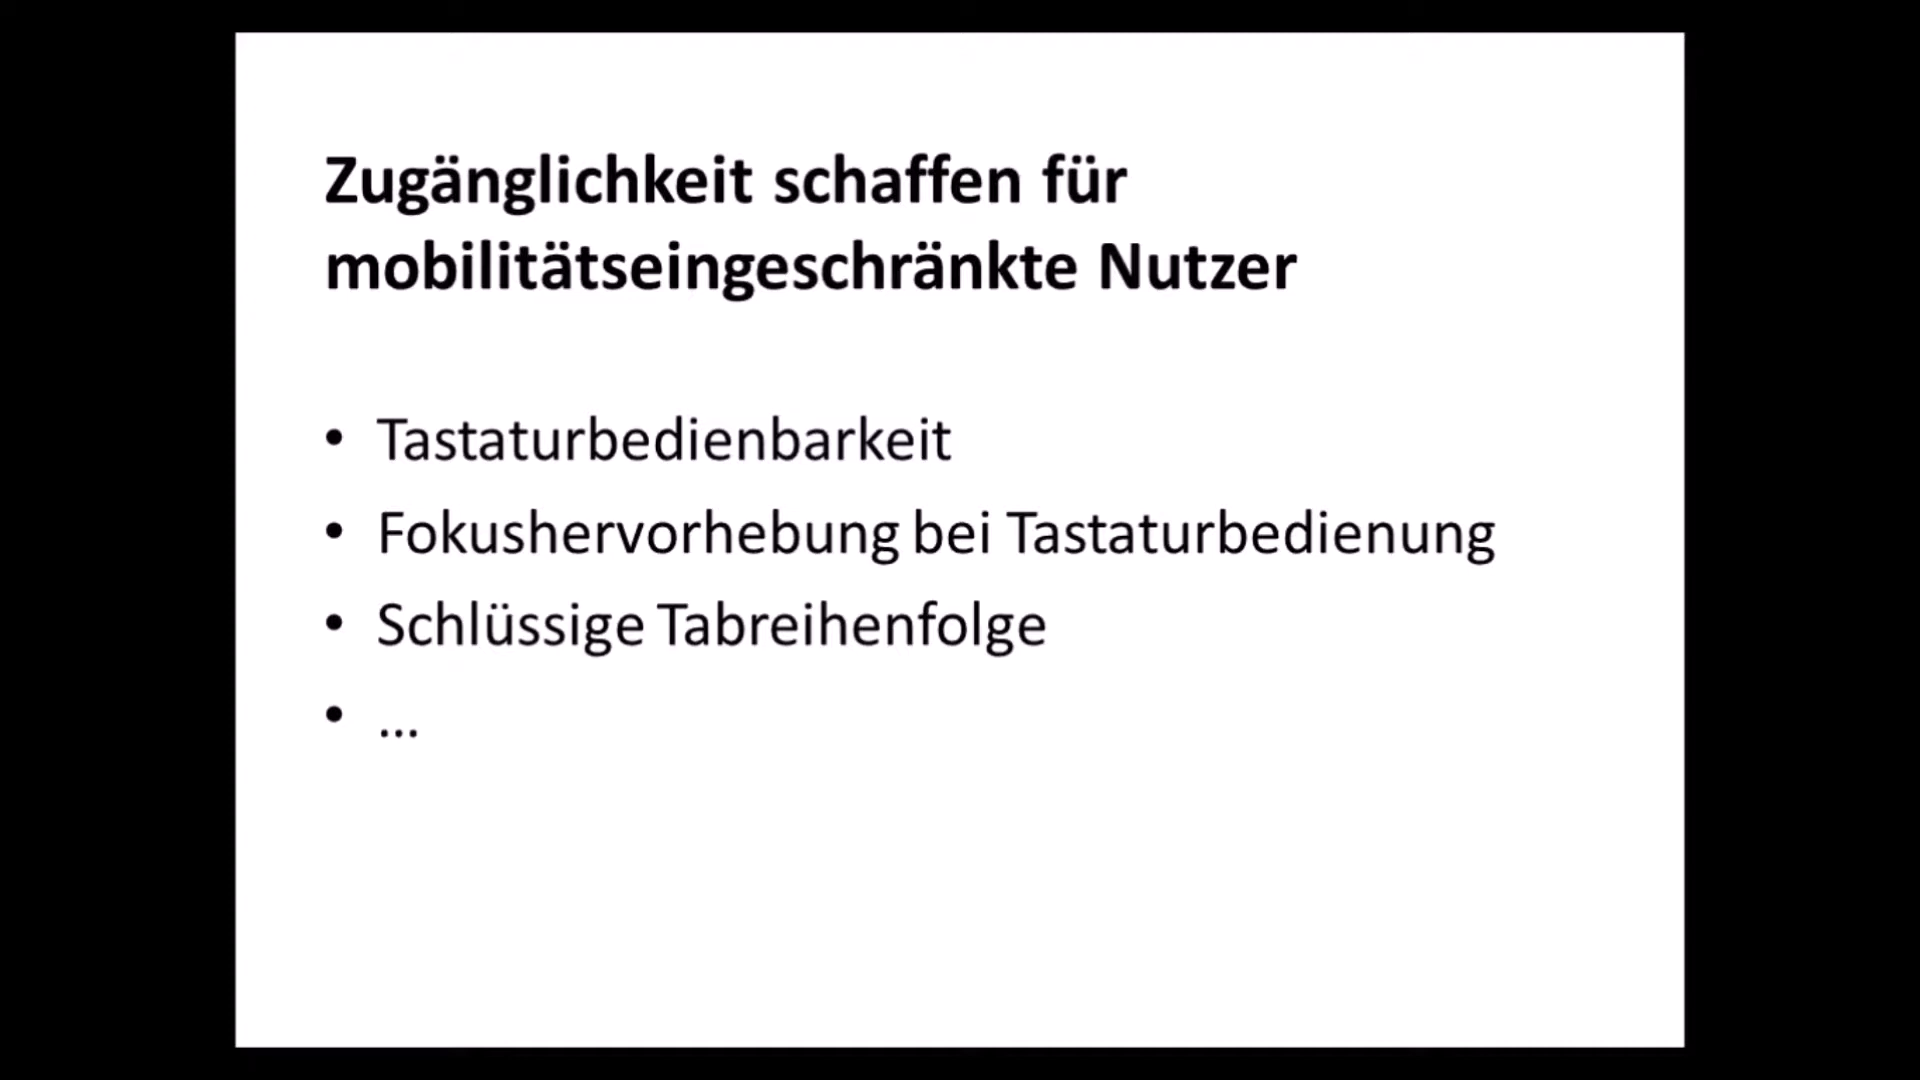 Zugänglichkeit schaffen für
mobilitätseingeschränkte Nutzer
• Tastaturbedienbarkeit
• Fokushervorhebung bei Tastaturbedienung
• Schlüssige Tabreihenfolge
• ...